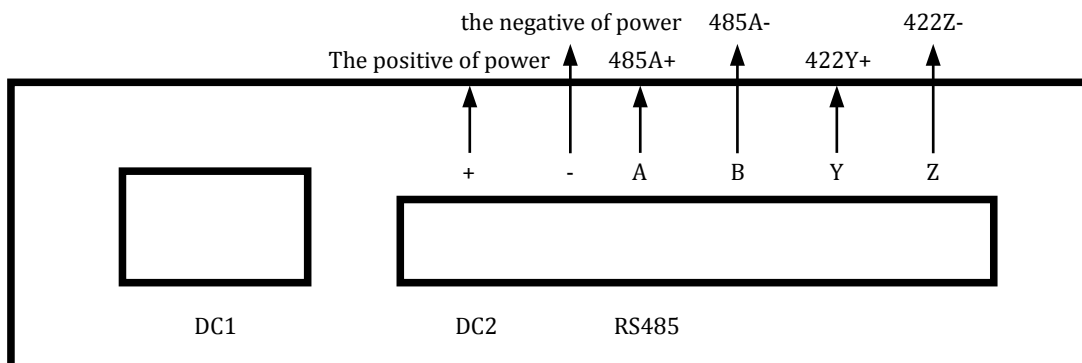 the negative of power 485A- 422Z-
The positive of power 485A+ 422Y+
+ - A B Y Z
DC1 DC2 RS485